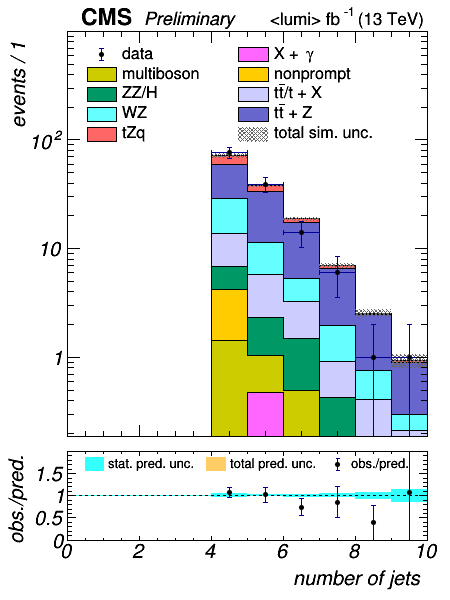 CMS Preliminary <lumi> fb⁻¹ (13 TeV)
events / 1
data
multiboson
ZZ/H
WZ
tZq
X + γ
nonprompt
tt̄/t + X
tt̄ + Z
total sim. unc.
10²
10
1
obs./pred.
stat. pred. unc. total pred. unc. obs./pred.
1.5
1
0.5
0
0 2 4 6 8 10
number of jets